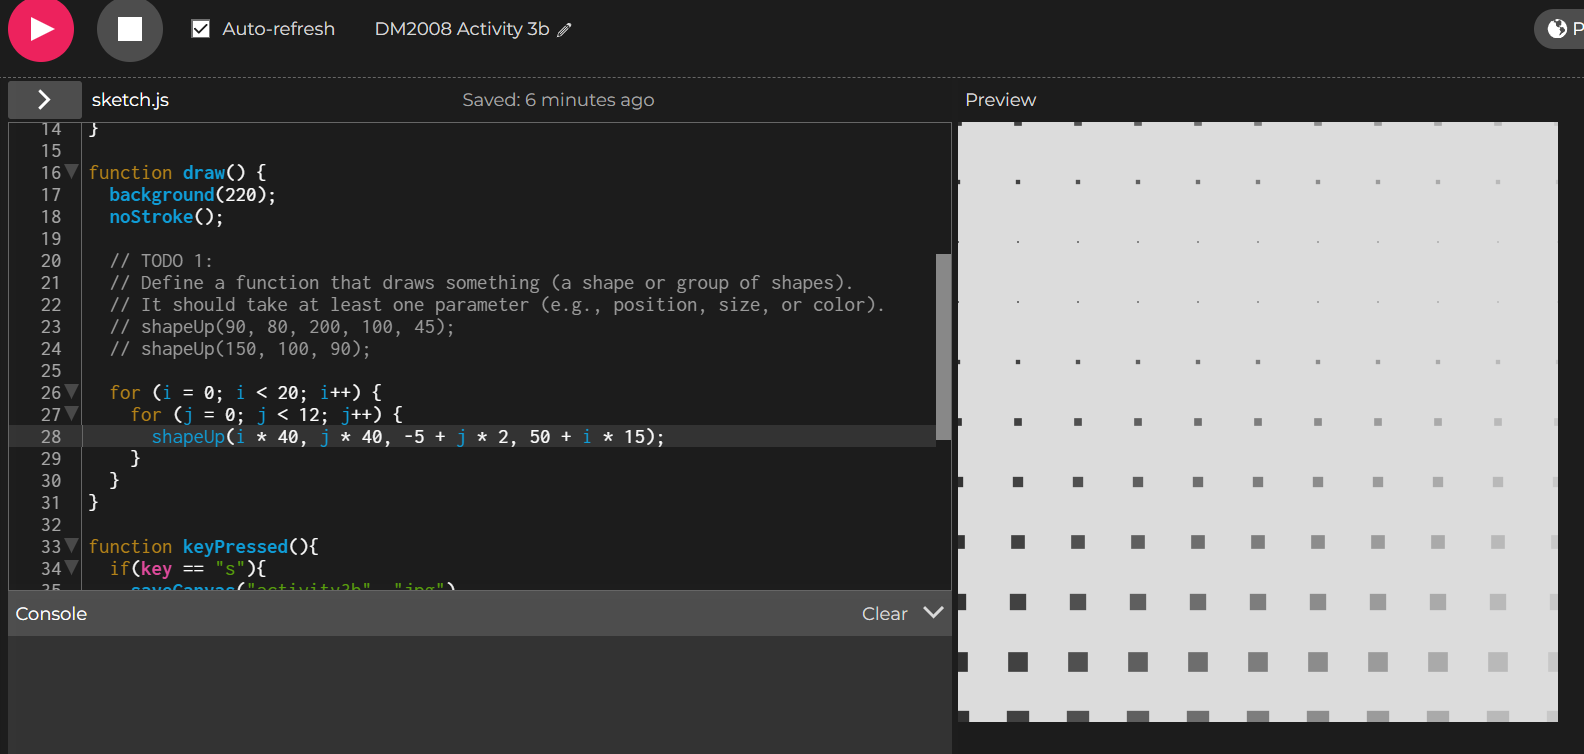 Auto-refresh DM2008 Activity 3b
P
sketch.js Saved: 6 minutes ago Preview
14 }
15
16 function draw() {
17 background(220);
18 noStroke();
19
20 // TODO 1:
21 // Define a function that draws something (a shape or group of shapes).
22 // It should take at least one parameter (e.g., position, size, or color).
23 // shapeUp(90, 80, 200, 100, 45);
24 // shapeUp(150, 100, 90);
25
26 for (i = 0; i < 20; i++) {
27 for (j = 0; j < 12; j++) {
28 shapeUp(i * 40, j * 40, -5 + j * 2, 50 + i * 15);
29 }
30 }
31 }
32
33 function keyPressed(){
34 if(key == "s"){
35 saveCanvas("activity3b", "jpg")
Console Clear